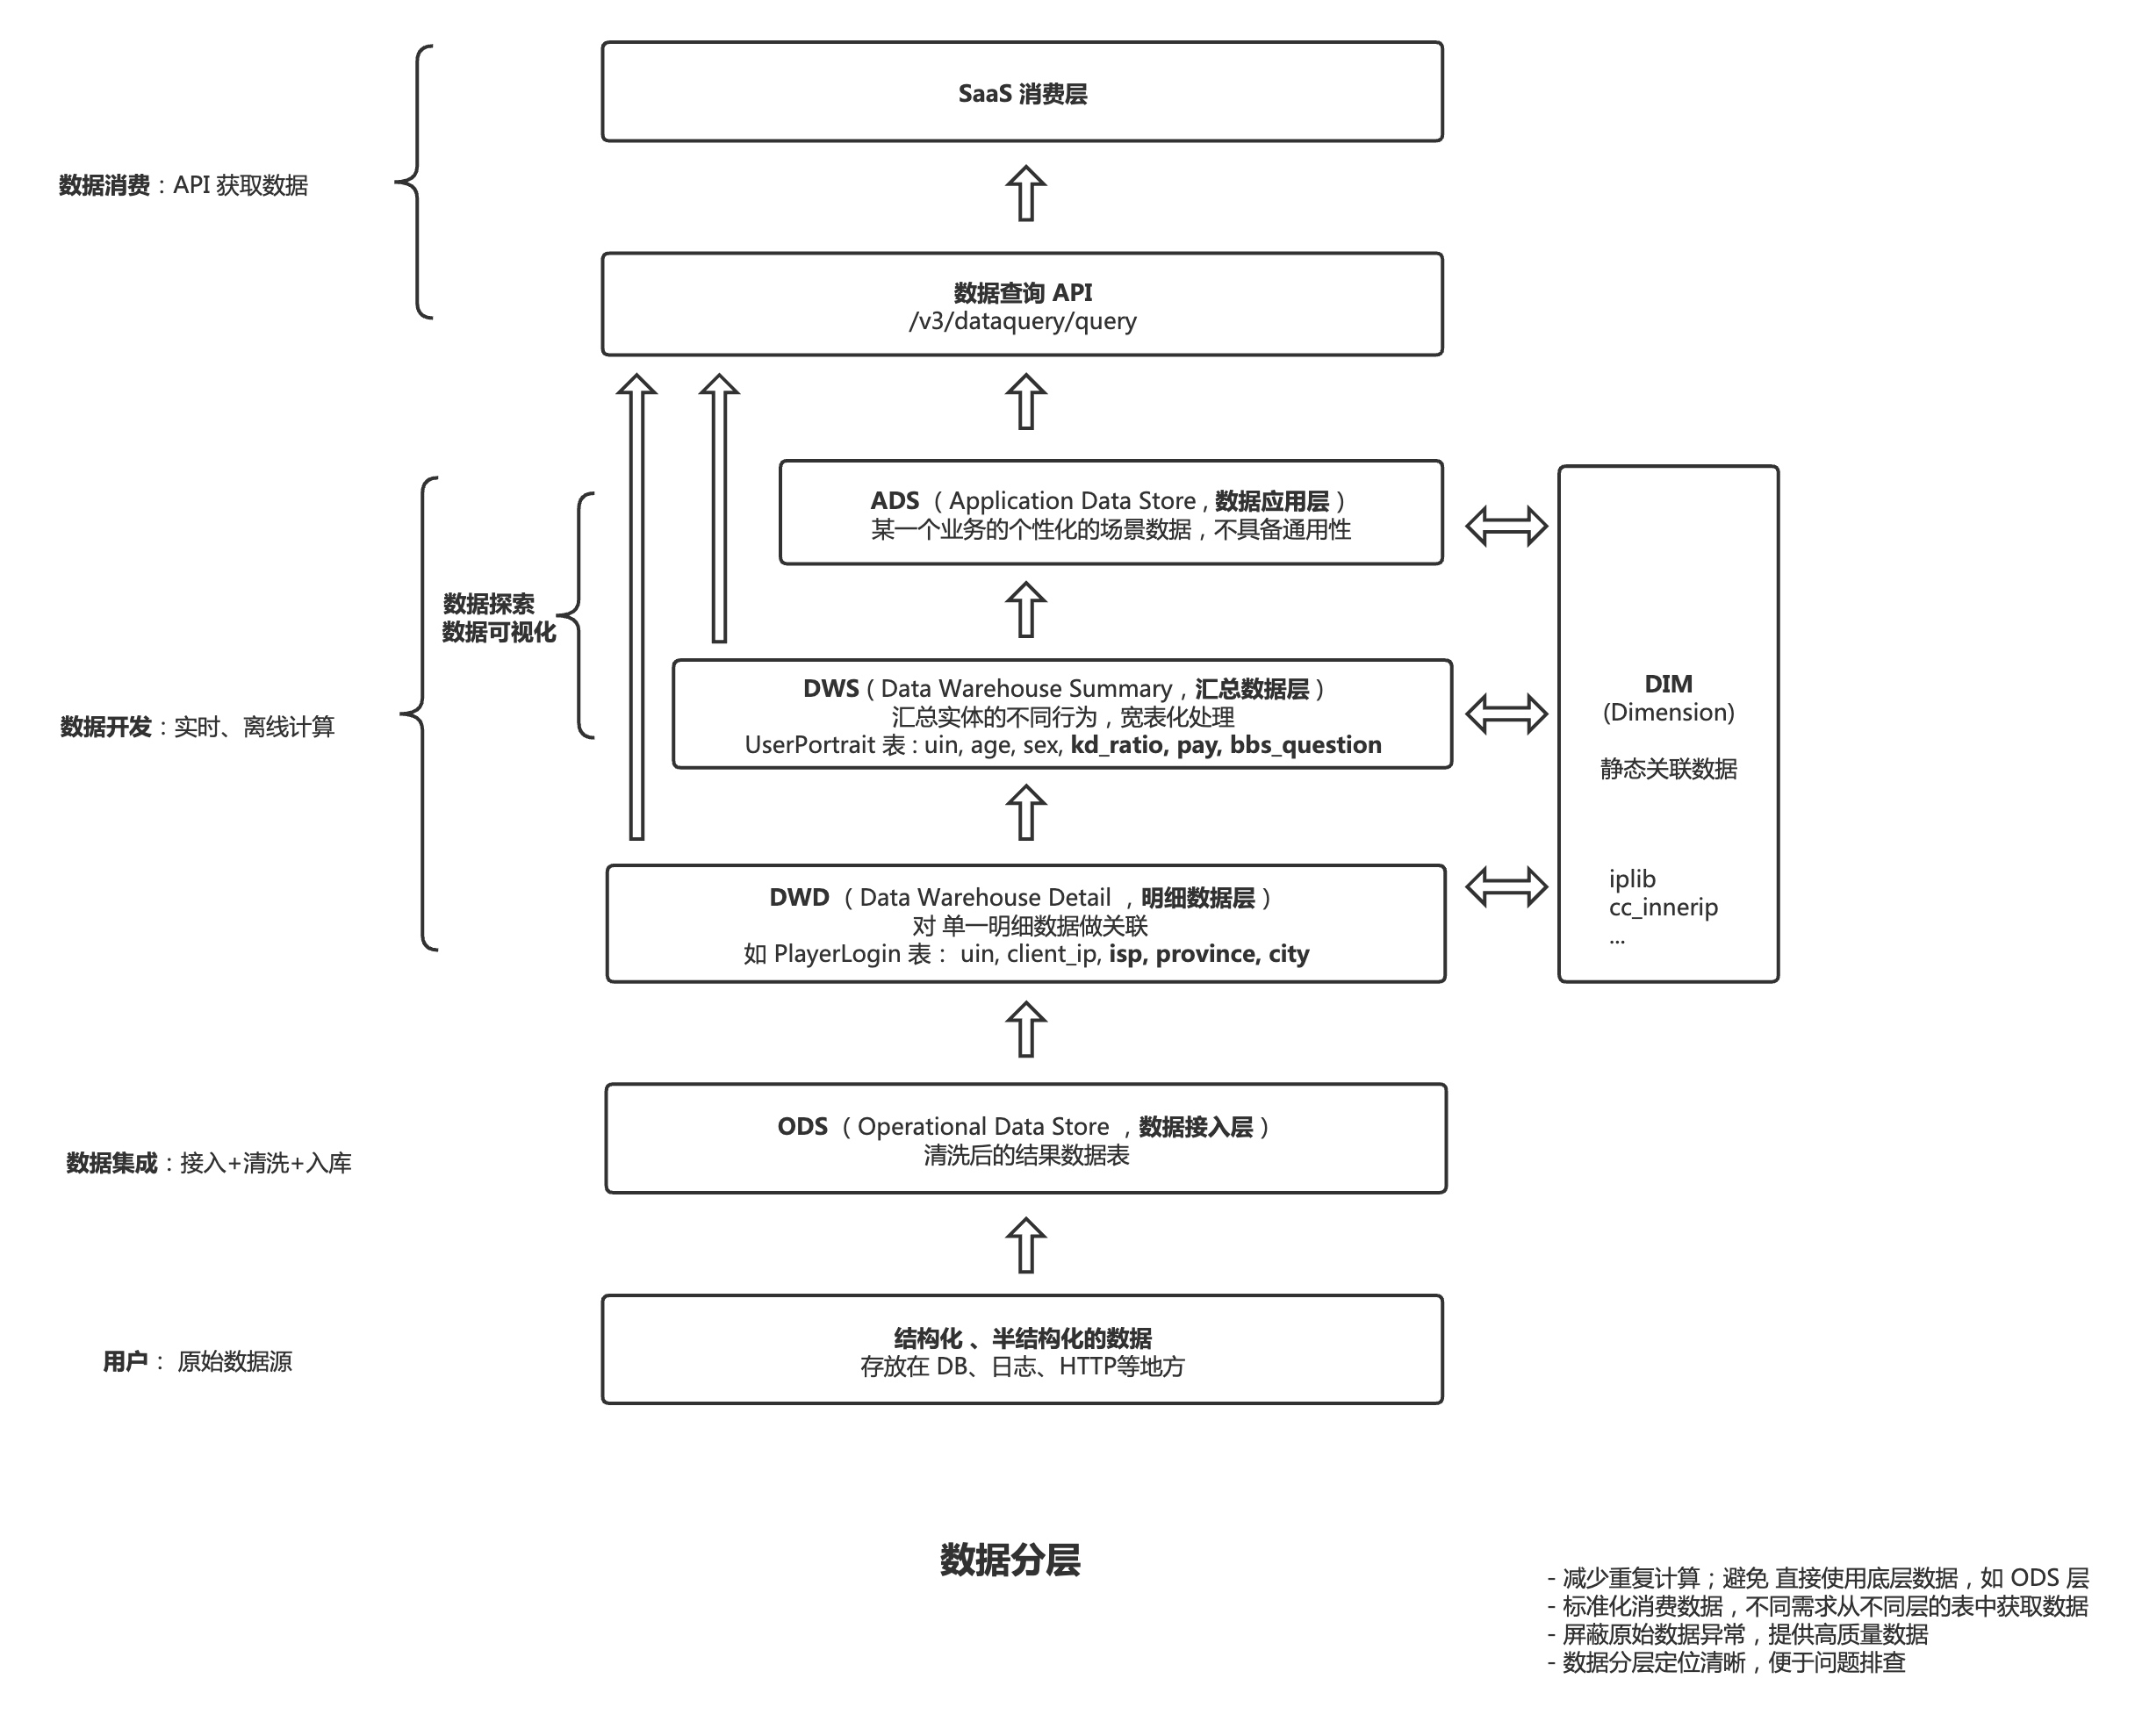 SaaS 消费层
数据消费：API 获取数据
数据查询 API
/v3/dataquery/query
ADS （ Application Data Store , 数据应用层 ）
某一个业务的个性化的场景数据，不具备通用性
数据探索
数据可视化
DWS ( Data Warehouse Summary，汇总数据层 ）
汇总实体的不同行为，宽表化处理
UserPortrait 表 : uin, age, sex, kd_ratio, pay, bbs_question
DIM
(Dimension)
静态关联数据
iplib
cc_innerip
...
数据开发：实时、离线计算
DWD （ Data Warehouse Detail ，明细数据层 ）
对 单一明细数据做关联
如 PlayerLogin 表： uin, client_ip, isp, province, city
ODS （ Operational Data Store ，数据接入层 ）
清洗后的结果数据表
数据集成：接入+清洗+入库
结构化 、半结构化的数据
存放在 DB、日志、HTTP等地方
用户： 原始数据源
数据分层
- 减少重复计算；避免 直接使用底层数据，如 ODS 层
- 标准化消费数据，不同需求从不同层的表中获取数据
- 屏蔽原始数据异常，提供高质量数据
- 数据分层定位清晰，便于问题排查